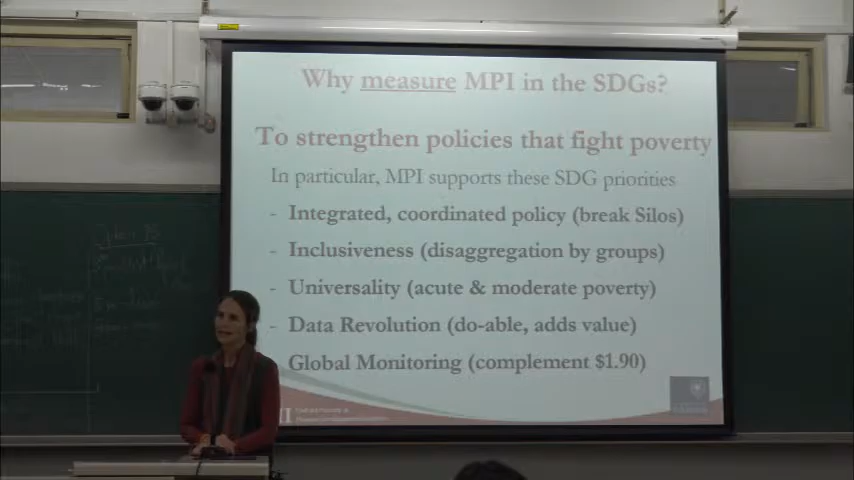 Why measure MPI in the SDGs?
To strengthen policies that fight poverty
In particular, MPI supports these SDG priorities
- Integrated, coordinated policy (break Silos)
- Inclusiveness (disaggregation by groups)
- Universality (acute & moderate poverty)
- Data Revolution (do-able, adds value)
Global Monitoring (complement $1.90)